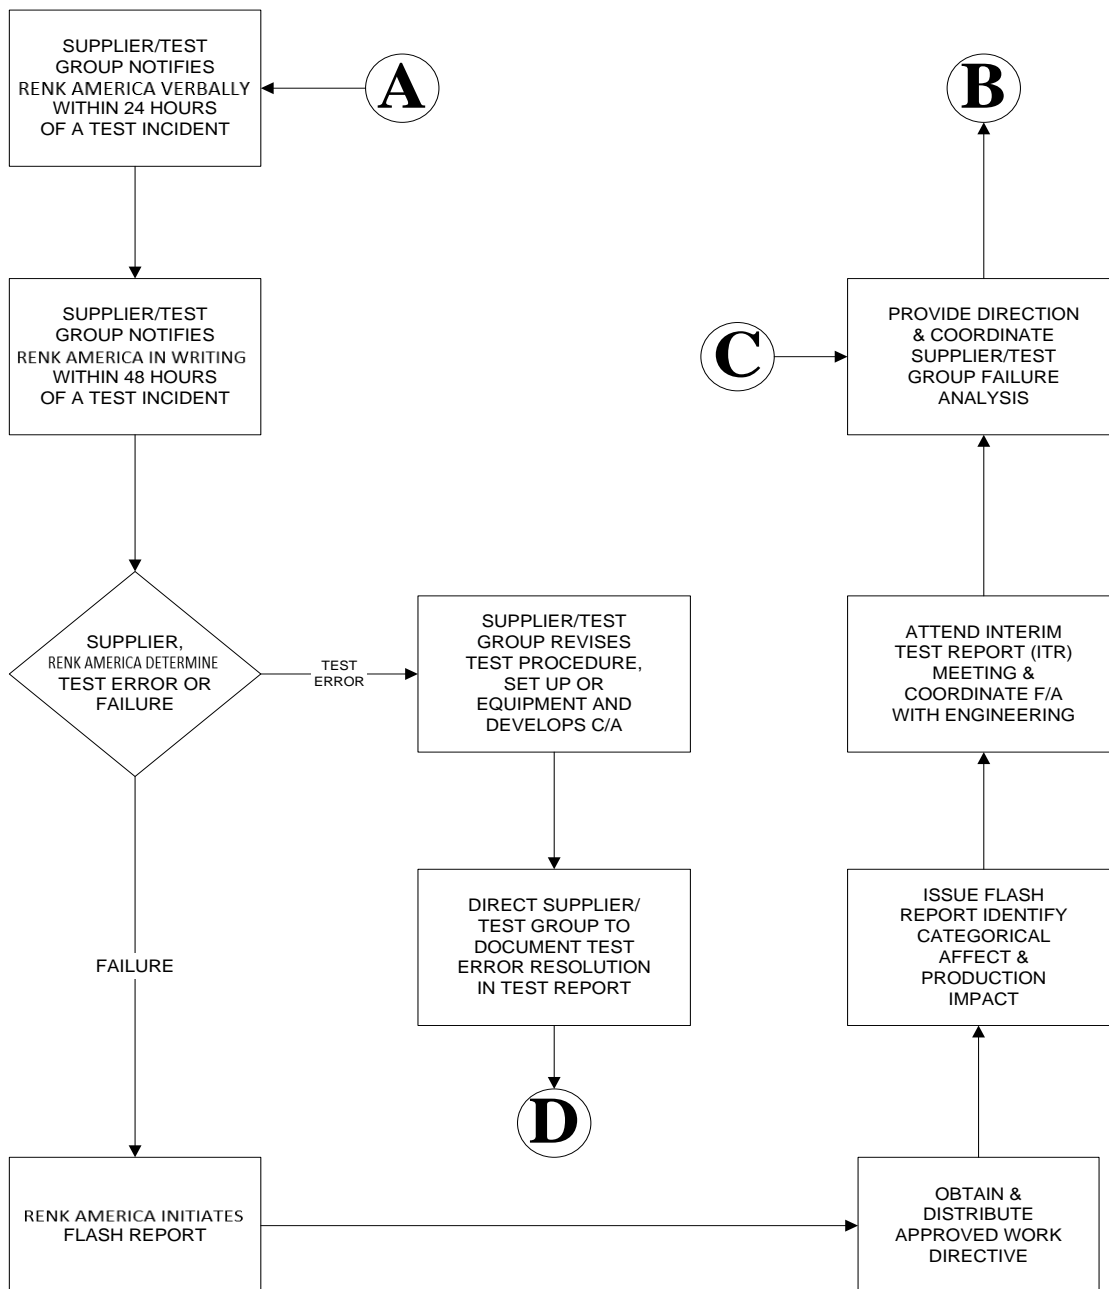 SUPPLIER/TEST
GROUP NOTIFIES
RENK AMERICA VERBALLY
WITHIN 24 HOURS
OF A TEST INCIDENT
A
B
SUPPLIER/TEST
GROUP NOTIFIES
RENK AMERICA IN WRITING
WITHIN 48 HOURS
OF A TEST INCIDENT
C
PROVIDE DIRECTION
& COORDINATE
SUPPLIER/TEST
GROUP FAILURE
ANALYSIS
SUPPLIER,
RENK AMERICA DETERMINE
TEST ERROR OR
FAILURE
TEST
ERROR
SUPPLIER/TEST
GROUP REVISES
TEST PROCEDURE,
SET UP OR
EQUIPMENT AND
DEVELOPS C/A
ATTEND INTERIM
TEST REPORT (ITR)
MEETING &
COORDINATE F/A
WITH ENGINEERING
FAILURE
DIRECT SUPPLIER/
TEST GROUP TO
DOCUMENT TEST
ERROR RESOLUTION
IN TEST REPORT
ISSUE FLASH
REPORT IDENTIFY
CATEGORICAL
AFFECT &
PRODUCTION
IMPACT
D
RENK AMERICA INITIATES
FLASH REPORT
OBTAIN &
DISTRIBUTE
APPROVED WORK
DIRECTIVE